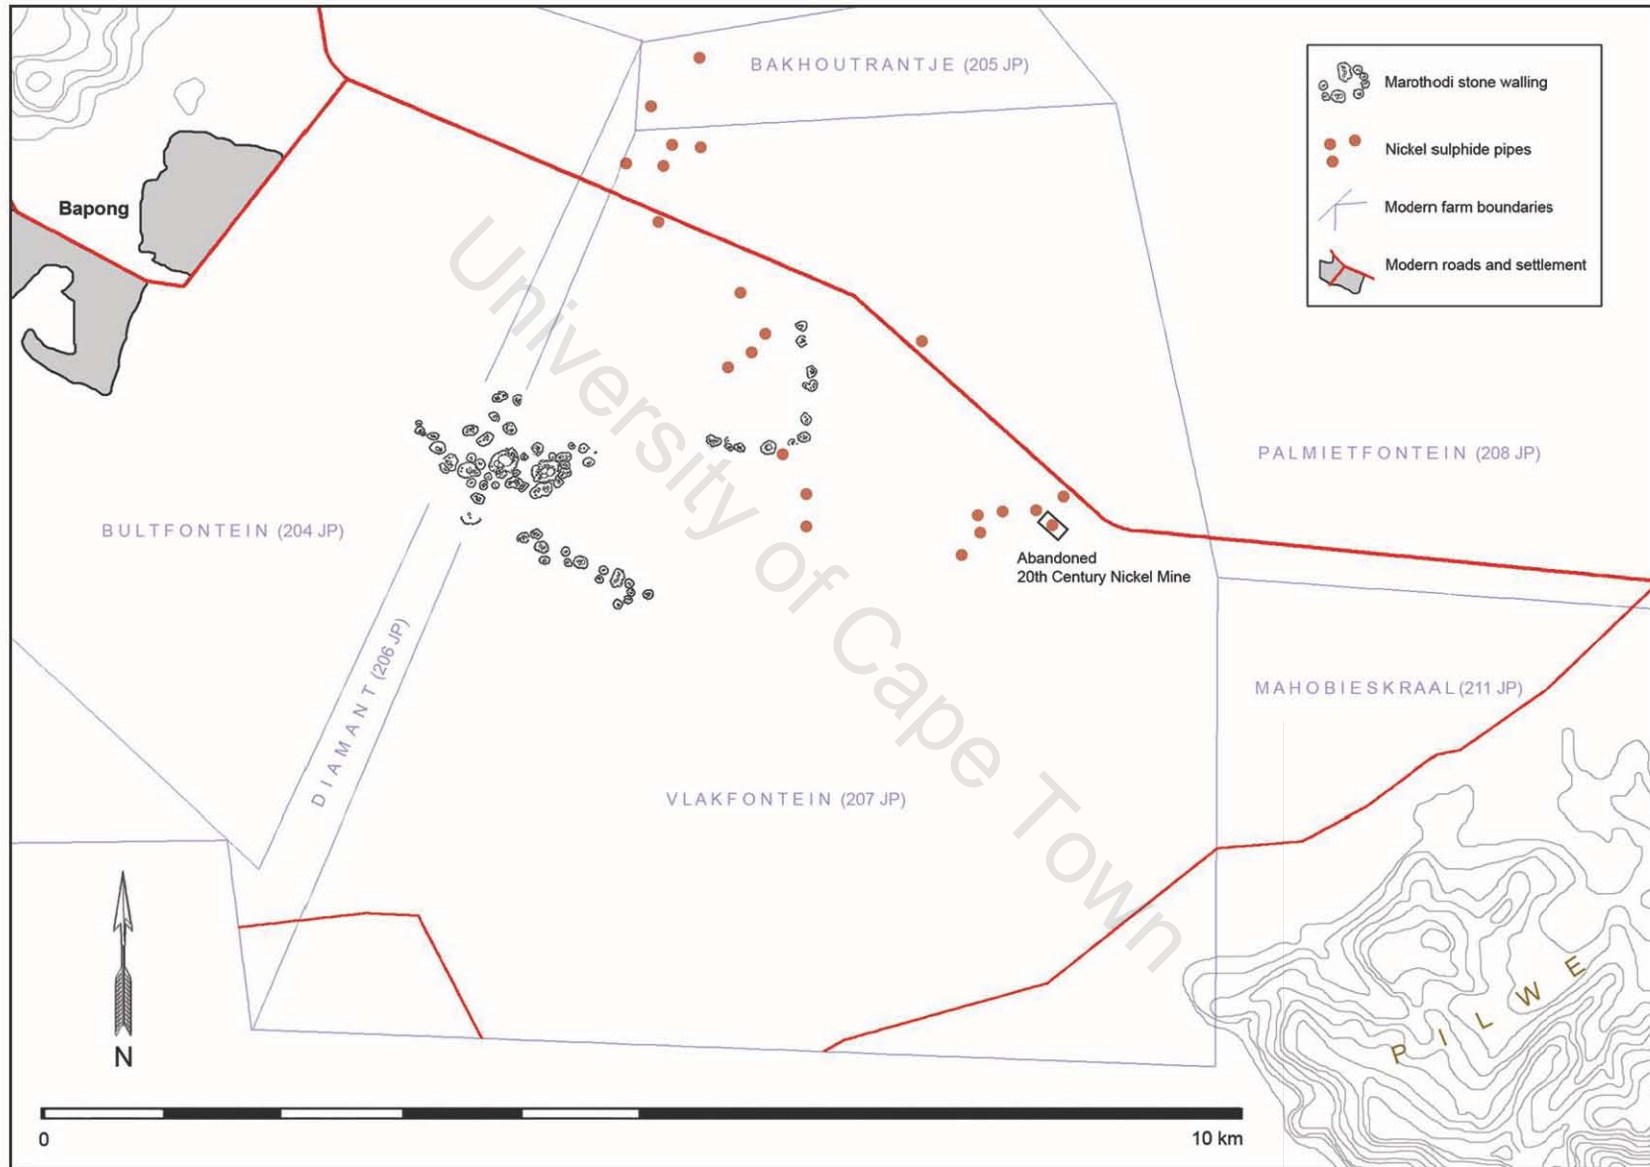 BAKHOUTRANTJE (205 JP)
Marothodi stone walling
Nickel sulphide pipes
Modern farm boundaries
Modern roads and settlement
Bapong
PALMIETFONTEIN (208 JP)
BULTFONTEIN (204 JP)
Abandoned
20th Century Nickel Mine
DIAMANT (206 JP)
MAHOBIESKRAAL (211 JP)
VLAKFONTEIN (207 JP)
PILWE
N
0
10 km
University of Cape Town